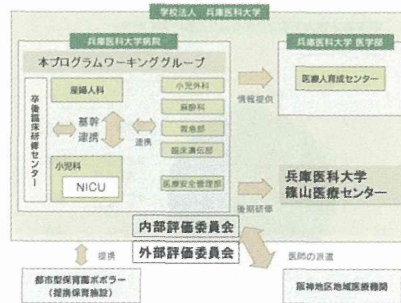 学校法人 兵庫医科大学
兵庫医科大学病院
本プログラムワーキンググループ
卒後臨床研修センター
産婦人科
基幹
連携
小児科
NICU
連携
小児外科
麻酔科
救急部
臨床遺伝部
医療安全管理部
情報提供
兵庫医科大学 医学部
医療人育成センター
後期研修
兵庫医科大学
篠山医療センター
内部評価委員会
外部評価委員会
提携
都市型保育園ポポラー
(提携保育施設)
医師の派遣
阪神地区地域医療機関